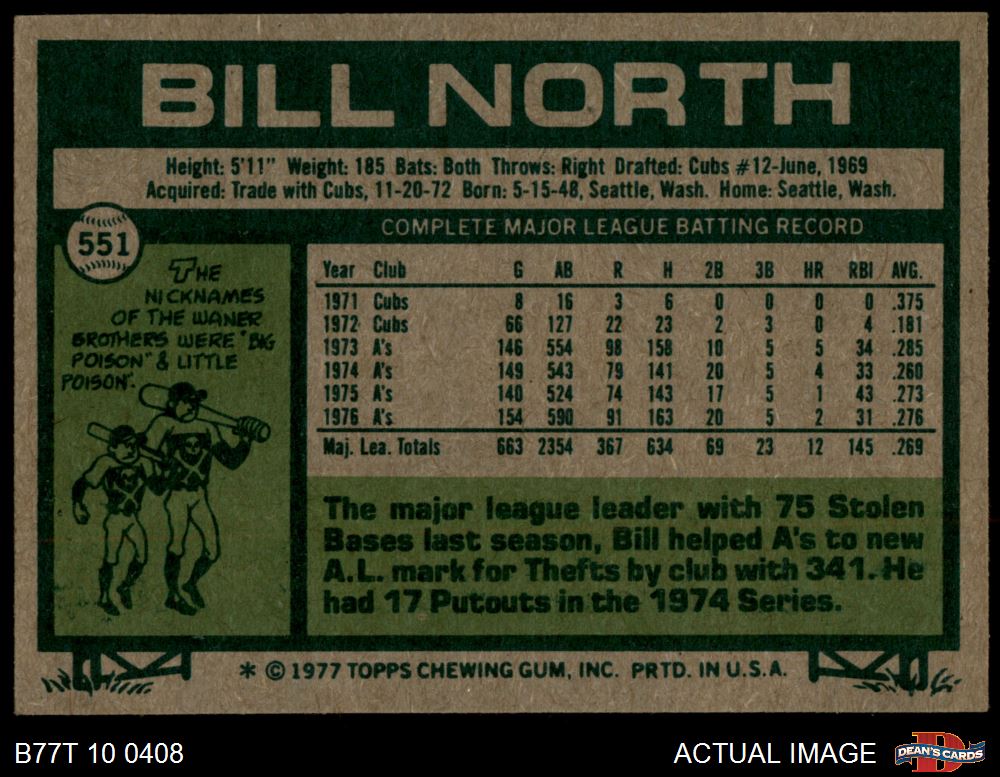 BILL NORTH
Height: 5'11" Weight: 185 Bats: Both Throws: Right Drafted: Cubs #12-June, 1969
Acquired: Trade with Cubs, 11-20-72 Born: 5-15-48, Seattle, Wash. Home: Seattle, Wash.
551
THE
NICKNAMES
OF THE WANER
BROTHERS WERE "BIG
POISON" & LITTLE
POISON".
COMPLETE MAJOR LEAGUE BATTING RECORD
Year Club G AB R H 2B 3B HR RBI AVG.
1971 Cubs 8 16 3 6 0 0 0 0 .375
1972 Cubs 66 127 22 23 2 3 0 4 .181
1973 A's 146 554 98 158 10 5 5 34 .285
1974 A's 149 543 79 141 20 5 4 33 .260
1975 A's 140 524 74 143 17 5 1 43 .273
1976 A's 154 590 91 163 20 5 2 31 .276
Maj. Lea. Totals 663 2354 367 634 69 23 12 145 .269
The major league leader with 75 Stolen
Bases last season, Bill helped A's to new
A.L. mark for Thefts by club with 341. He
had 17 Putouts in the 1974 Series.
* © 1977 TOPPS CHEWING GUM, INC. PRTD. IN U.S.A.
B77T 10 0408
ACTUAL IMAGE
D
DEAN'S CARDS